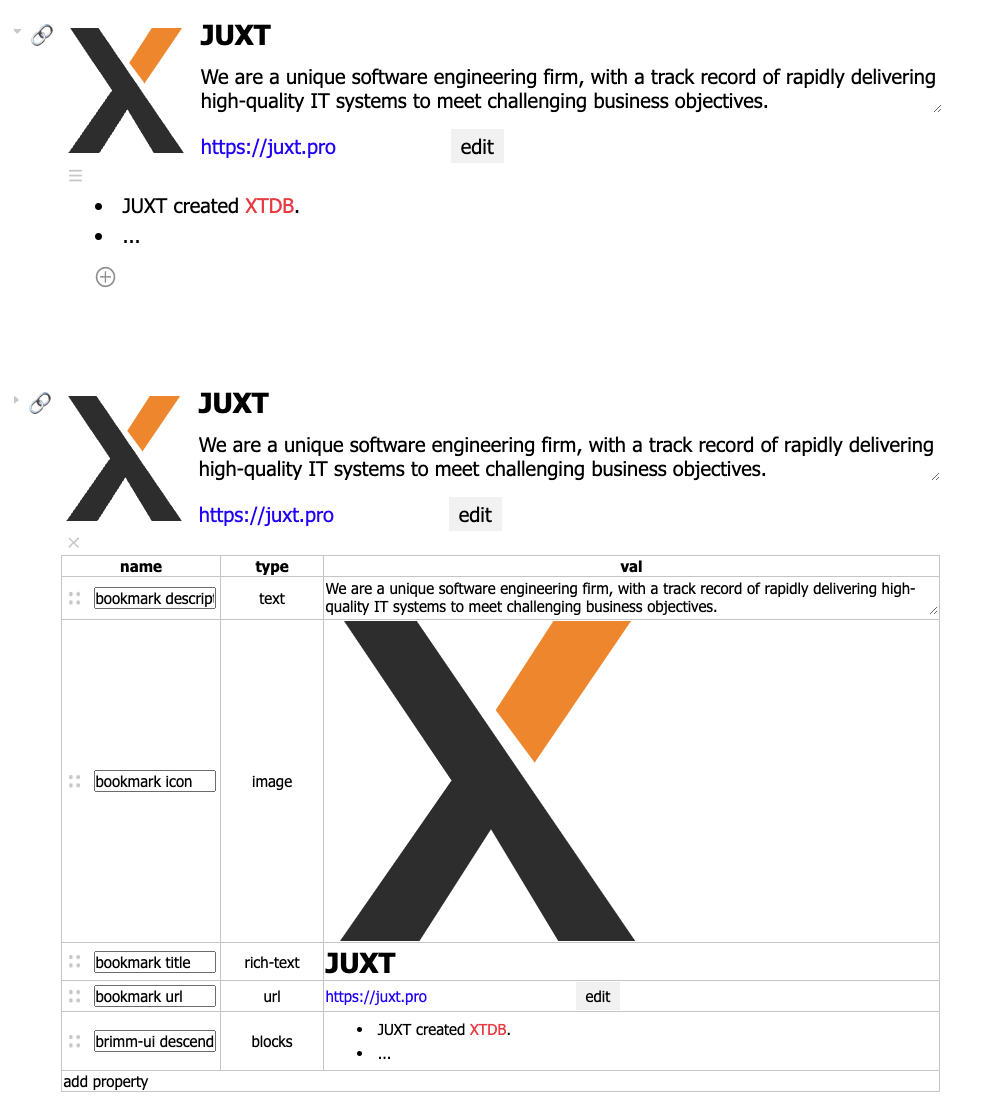 JUXT
We are a unique software engineering firm, with a track record of rapidly delivering
high-quality IT systems to meet challenging business objectives.
https://juxt.pro edit
• JUXT created XTDB.
• ...
JUXT
We are a unique software engineering firm, with a track record of rapidly delivering
high-quality IT systems to meet challenging business objectives.
https://juxt.pro edit
name type val
bookmark descript text We are a unique software engineering firm, with a track record of rapidly delivering high-
quality IT systems to meet challenging business objectives.
bookmark icon image
bookmark title rich-text JUXT
bookmark url url https://juxt.pro edit
brimm-ui descend blocks • JUXT created XTDB.
• ...
add property